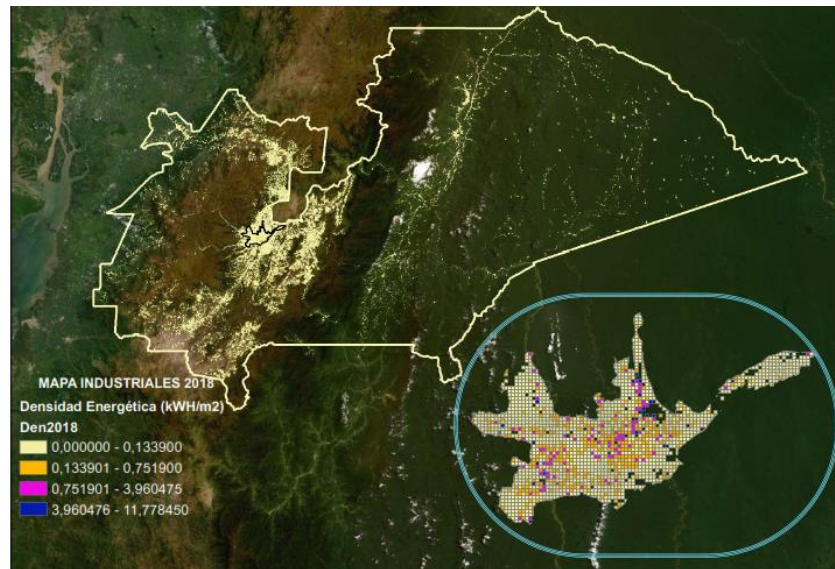 MAPA INDUSTRIALES 2018
Densidad Energética (kWH/m2)
Den2018
0,000000 - 0,133900
0,133901 - 0,751900
0,751901 - 3,960475
3,960476 - 11,778450